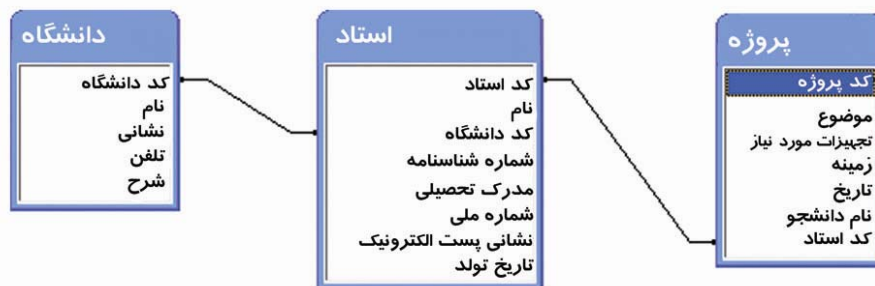 دانشگاه
کد دانشگاه
نام
نشانی
تلفن
شرح
استاد
کد استاد
نام
کد دانشگاه
شماره شناسنامه
مدرک تحصیلی
شماره ملی
نشانی پست الکترونیک
تاریخ تولد
پروژه
کد پروژه
موضوع
تجهیزات مورد نیاز
زمینه
تاریخ
نام دانشجو
کد استاد